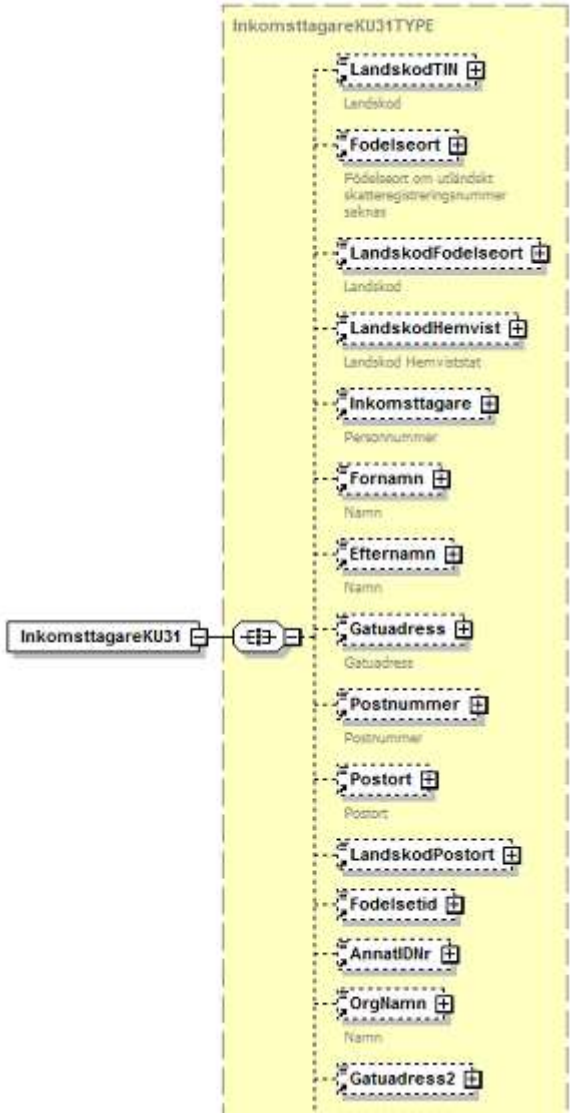 InkomsttagareKU31TYPE
LandskodTIN
Landskod
Fodelseort
Födelseort om utländskt
skatteregistreringsnummer
saknas
LandskodFodelseort
Landskod
LandskodHemvist
Landskod Hemviststat
Inkomsttagare
Personnummer
Fornamn
Namn
Efternamn
Namn
InkomsttagareKU31
Gatuadress
Gatuadress
Postnummer
Postnummer
Postort
Postort
LandskodPostort
Fodelsetid
AnnatIDNr
OrgNamn
Namn
Gatuadress2